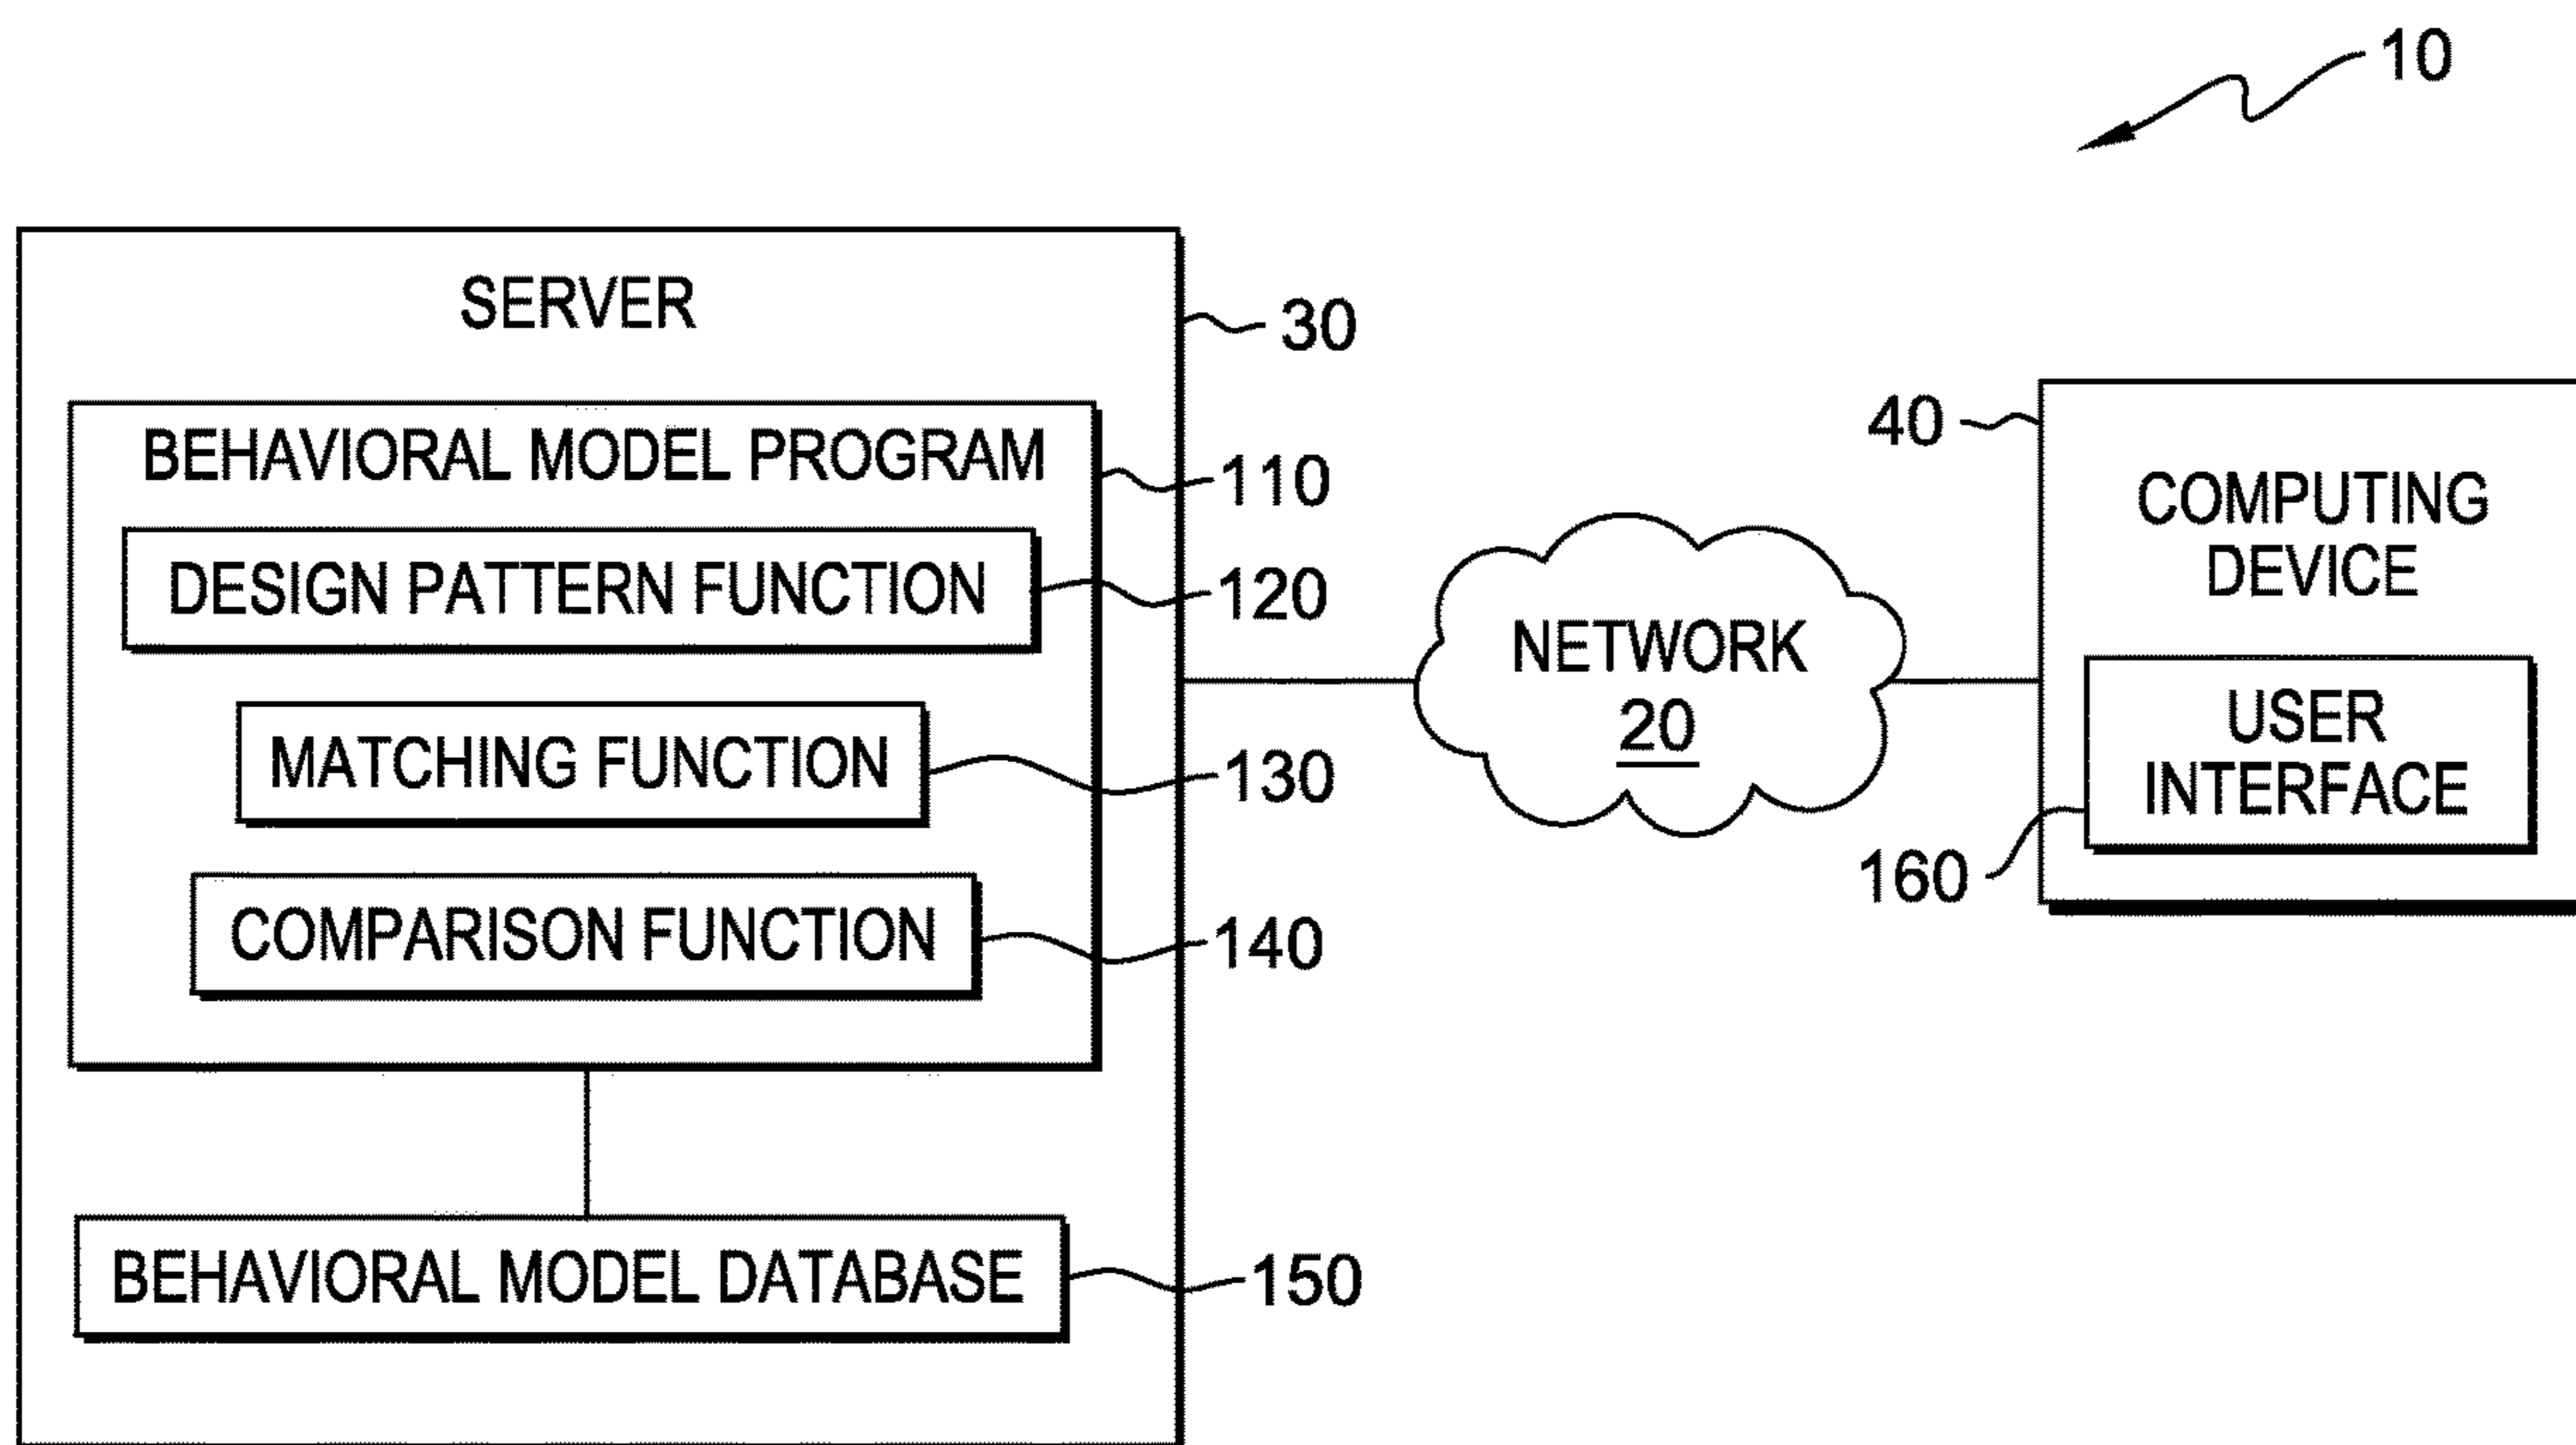 10
SERVER
30
BEHAVIORAL MODEL PROGRAM
110
DESIGN PATTERN FUNCTION
120
MATCHING FUNCTION
130
COMPARISON FUNCTION
140
BEHAVIORAL MODEL DATABASE
150
NETWORK
20
40
COMPUTING
DEVICE
USER
INTERFACE
160